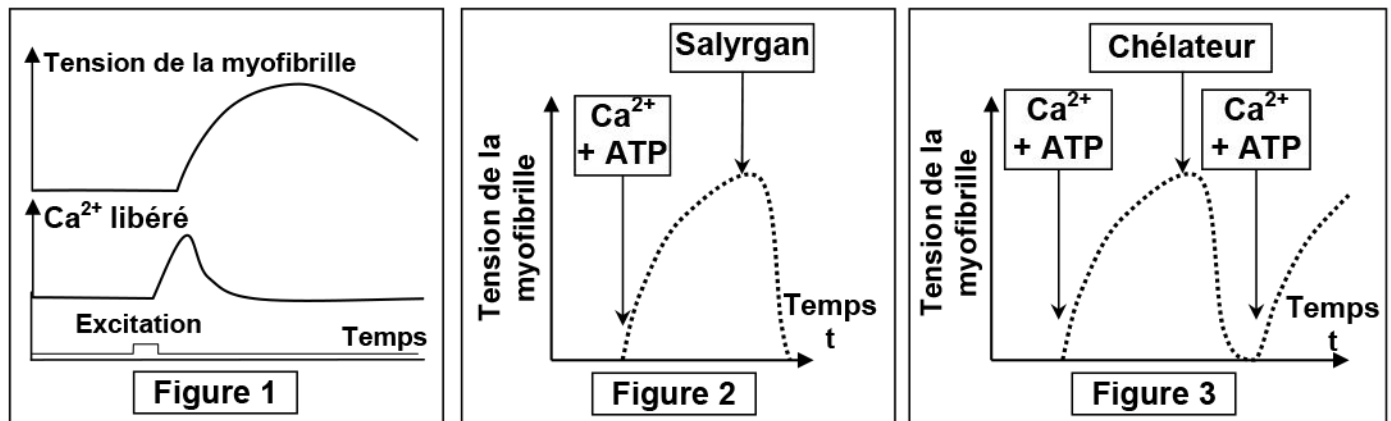 Tension de la myofibrille
Ca²⁺ libéré
Excitation
Temps
Figure 1
Salyrgan
Ca²⁺
+ ATP
Tension de la
myofibrille
Temps
t
Figure 2
Chélateur
Ca²⁺
+ ATP
Ca²⁺
+ ATP
Tension de la
myofibrille
Temps
t
Figure 3